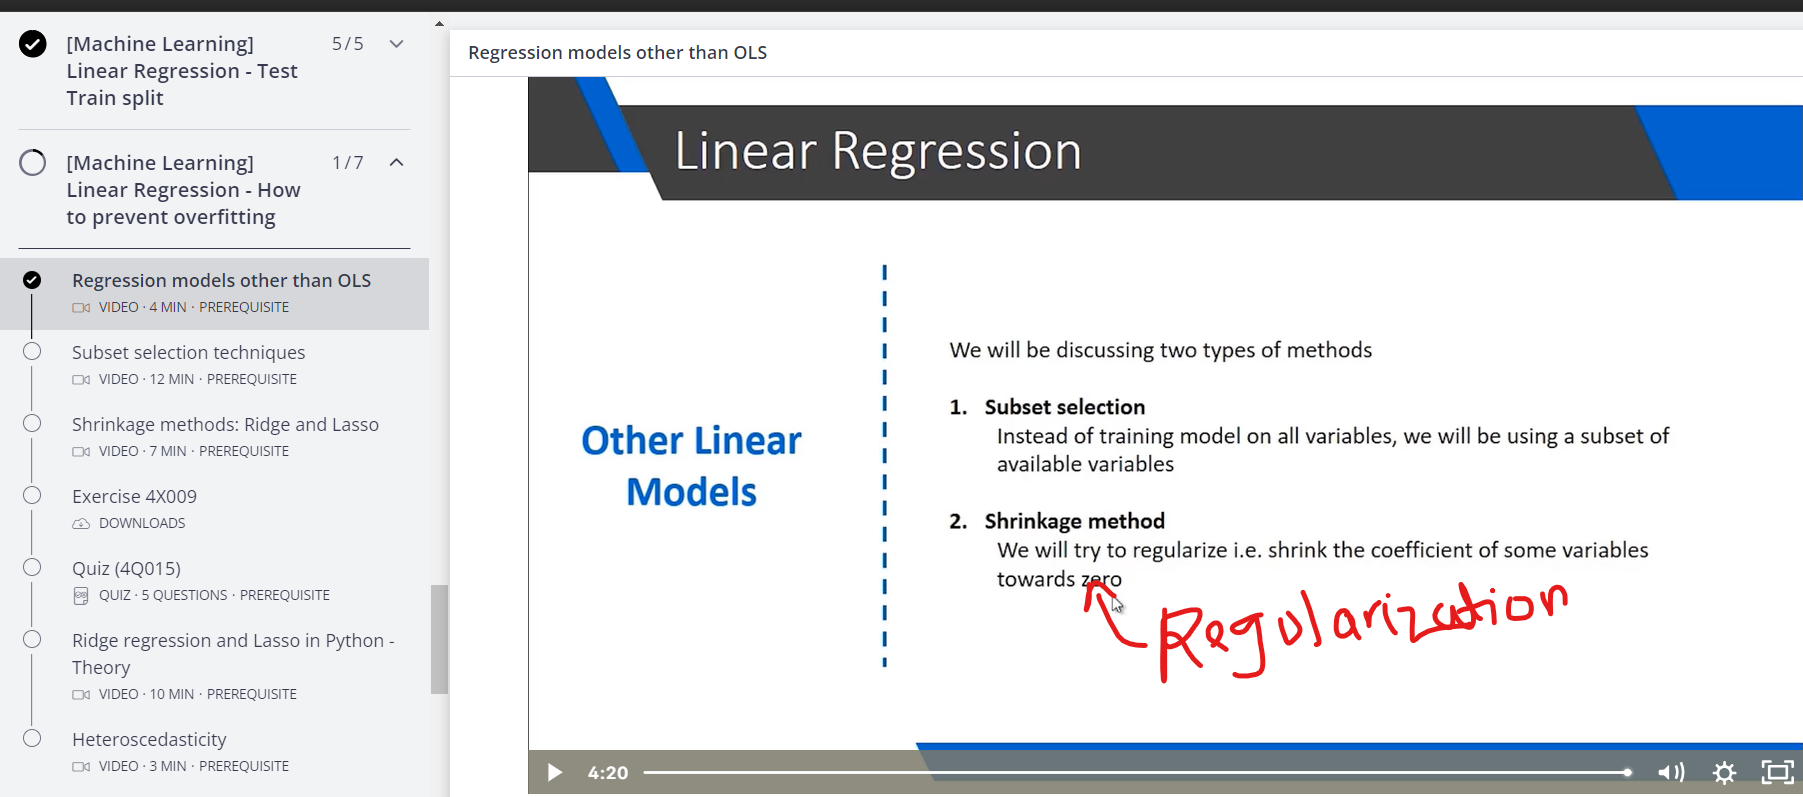 [Machine Learning]
Linear Regression - Test
Train split
5/5
[Machine Learning]
Linear Regression - How
to prevent overfitting
1/7
Regression models other than OLS
VIDEO · 4 MIN · PREREQUISITE
Subset selection techniques
VIDEO · 12 MIN · PREREQUISITE
Shrinkage methods: Ridge and Lasso
VIDEO · 7 MIN · PREREQUISITE
Exercise 4X009
DOWNLOADS
Quiz (4Q015)
QUIZ · 5 QUESTIONS · PREREQUISITE
Ridge regression and Lasso in Python -
Theory
VIDEO · 10 MIN · PREREQUISITE
Heteroscedasticity
VIDEO · 3 MIN · PREREQUISITE
Regression models other than OLS
Linear Regression
Other Linear
Models
We will be discussing two types of methods
1. Subset selection
Instead of training model on all variables, we will be using a subset of
available variables
2. Shrinkage method
We will try to regularize i.e. shrink the coefficient of some variables
towards zero
Regularization
4:20